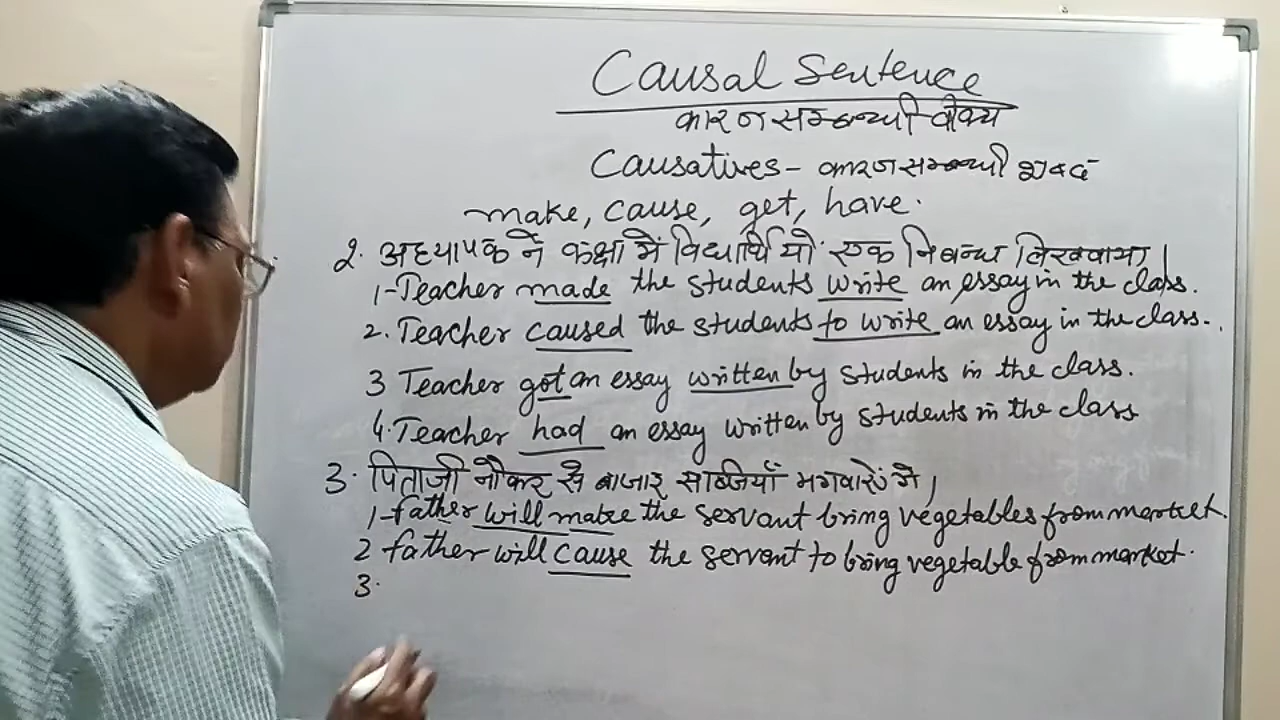 Causal Sentence
कारण सम्बन्धी वाक्य
Causatives - कारण सम्बन्धी शब्द
make, cause, get, have.
2. अध्यापक ने कक्षा में विद्यार्थियों एक निबन्ध लिखवाया |
1-Teacher made the students write an essay in the class.
2. Teacher caused the students to write an essay in the class.
3 Teacher got an essay written by students in the class.
4. Teacher had an essay written by students in the class
3. पिताजी नौकर से बाजार सब्जियाँ |
1-father will make the servant bring vegetables from market.
2 father will cause the servant to bring vegetable from market.
3.